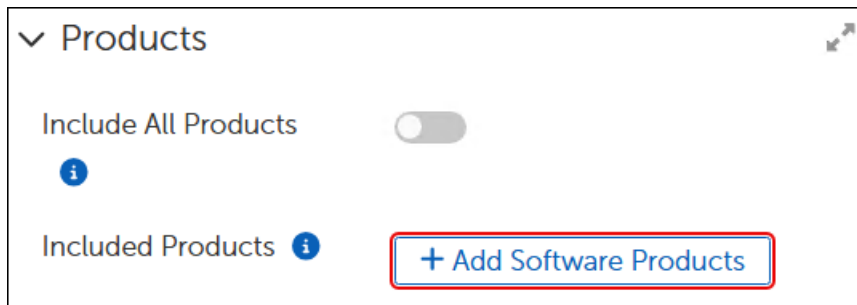 Products
Include All Products
i
Included Products i
+ Add Software Products